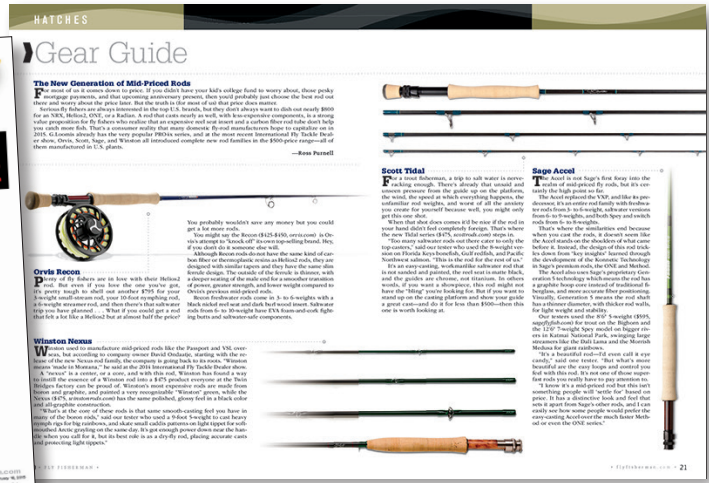 HATCHES
Gear Guide
The New Generation of Mid-Priced Rods
For most of us it comes down to price. If you didn't have your kid's college fund to worry about, those pesky
mortgage payments, and that upcoming anniversary present, then you'd probably just choose the best rod out
there and worry about the price later. But the truth is (for most of us) that price does matter.
Serious fly fishers are always interested in the top U.S. brands, but they don't always want to dish out nearly $800
for an NRX, Helios2, ONE, or a Radian. A rod that casts nearly as well, with less-expensive components, is a strong
value proposition for fly fishers who realize that an expensive reel seat insert and a carbon fiber rod tube don't help
you catch more fish. That's a consumer reality that many domestic fly-rod manufacturers hope to capitalize on in
2015. G.Loomis already has the very popular PRO4x series, and at the most recent International Fly Tackle Deal-
er show, Orvis, Scott, Sage, and Winston all introduced complete new rod families in the $500-price range—all of
them manufactured in U.S. plants.
—Ross Purnell
Orvis Recon
Plenty of fly fishers are in love with their Helios2
rod. But even if you love the one you've got,
it's pretty tough to shell out another $795 for your
3-weight small-stream rod, your 10-foot nymphing rod,
a 6-weight streamer rod, and then there's that saltwater
trip you have planned . . . What if you could get a rod
that felt a lot like a Helios2 but at almost half the price?
You probably wouldn't save any money but you could
get a lot more rods.
You might say the Recon ($425-$450, orvis.com) is Or-
vis's attempt to "knock off" its own top-selling brand. Hey,
if you don't do it someone else will.
Although Recon rods do not have the same kind of car-
bon fiber or thermoplastic resins as Helios2 rods, they are
designed with similar tapers and they have the same slim
ferrule design. The outside of the ferrule is thinner, with
a deeper seating of the male end for a smoother transition
of power, greater strength, and lower weight compared to
Orvis's previous mid-priced rods.
Recon freshwater rods come in 3- to 6-weights with a
black nickel reel seat and dark burl wood insert. Saltwater
rods from 6- to 10-weight have EVA foam-and-cork fight-
ing butts and saltwater-safe components.
Winston Nexus
Winston used to manufacture mid-priced rods like the Passport and VSL over-
seas, but according to company owner David Ondaatje, starting with the re-
lease of the new Nexus rod family, the company is going back to its roots. "Winston
means 'made in Montana,'" he said at the 2014 International Fly Tackle Dealer show.
A "nexus" is a center, or a core, and with this rod, Winston has found a way
to instill the essence of a Winston rod into a $475 product everyone at the Twin
Bridges factory can be proud of. Winston's most expensive rods are made from
boron and graphite, and painted a very recognizable "Winston" green, while the
Nexus ($475, winstonrods.com) has the same polished, glossy feel in a black color
and all-graphite construction.
"What's at the core of these rods is that same smooth-casting feel you have in
many of the boron rods," said our tester who used a 9-foot 5-weight to cast heavy
nymph rigs for big rainbows, and skate small caddis patterns on light tippet for soft-
mouthed Arctic grayling on the same day. It's got enough power down near the han-
dle when you call for it, but its best role is as a dry-fly rod, placing accurate casts
and protecting light tippets."
Scott Tidal
For a trout fisherman, a trip to salt water is nerve-
racking enough. There's already that unsaid and
unseen pressure from the guide up on the platform,
the wind, the speed at which everything happens, the
unfamiliar rod weights, and worst of all the anxiety
you create for yourself because well, you might only
get this one shot.
When that shot does comes it'd be nice if the rod in
your hand didn't feel completely foreign. That's where
the new Tidal series ($475, scottrods.com) steps in.
"Too many saltwater rods out there cater to only the
top casters," said our tester who used the 8-weight ver-
sion on Florida Keys bonefish, Gulf redfish, and Pacific
Northwest salmon. "This is the rod for the rest of us."
It's an easy-casting, workmanlike saltwater rod that
is not sanded and painted, the reel seat is matte black,
and the guides are chrome, not titanium. In others
words, if you want a showpiece, this rod might not
have the "bling" you're looking for. But if you want to
stand up on the casting platform and show your guide
a great cast—and do it for less than $500—then this
one is worth looking at.
Sage Accel
The Accel is not Sage's first foray into the
realm of mid-priced fly rods, but it's cer-
tainly the high point so far.
The Accel replaced the VXP, and like its pre-
decessor, it's an entire rod family with freshwa-
ter rods from 3- to 6-weight, saltwater versions
from 6- to 9-weights, and both Spey and switch
rods from 6- to 9-weight.
That's where the similarities end because
when you cast the rods, it doesn't seem like
the Accel stands on the shoulders of what came
before it. Instead, the design of this rod trick-
les down from "key insights" learned through
the development of the Konnetic Technology
in Sage's premium rods, the ONE and Method.
The Accel also uses Sage's proprietary Gen-
eration 5 technology which means the rod has
a graphite hoop core instead of traditional fi-
berglass, and more accurate fiber positioning.
Visually, Generation 5 means the rod shaft
has a thinner diameter, with thicker rod walls,
for light weight and stability.
Our testers used the 8'6" 5-weight ($595,
sageflyfish.com) for trout on the Bighorn and
the 12'6" 7-weight Spey model on bigger riv-
ers in Katmai National Park, swinging large
streamers like the Dali Lama and the Morrish
Medusa for giant rainbows.
"It's a beautiful rod—I'd even call it eye
candy," said one tester. "But what's more
beautiful are the easy loops and control you
feel with this rod. It's not one of those super-
fast rods you really have to pay attention to.
"I know it's a mid-priced rod but this isn't
something people will 'settle for' based on
price. It has a distinctive look and feel that
sets it apart from Sage's other rods, and I can
easily see how some people would prefer the
easy-casting Accel over the much faster Meth-
od or even the ONE series."
FLY FISHERMAN
flyfisherman.com • 21